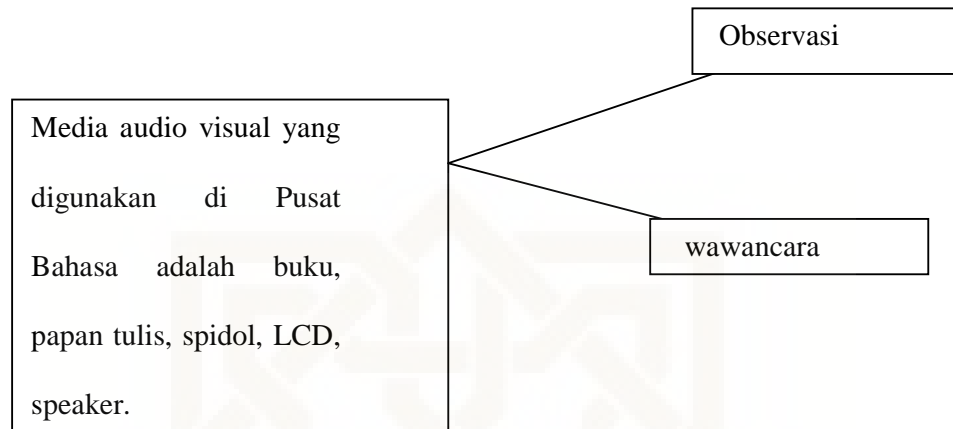 Observasi
Media audio visual yang
digunakan di Pusat
Bahasa adalah buku,
papan tulis, spidol, LCD,
speaker.
wawancara